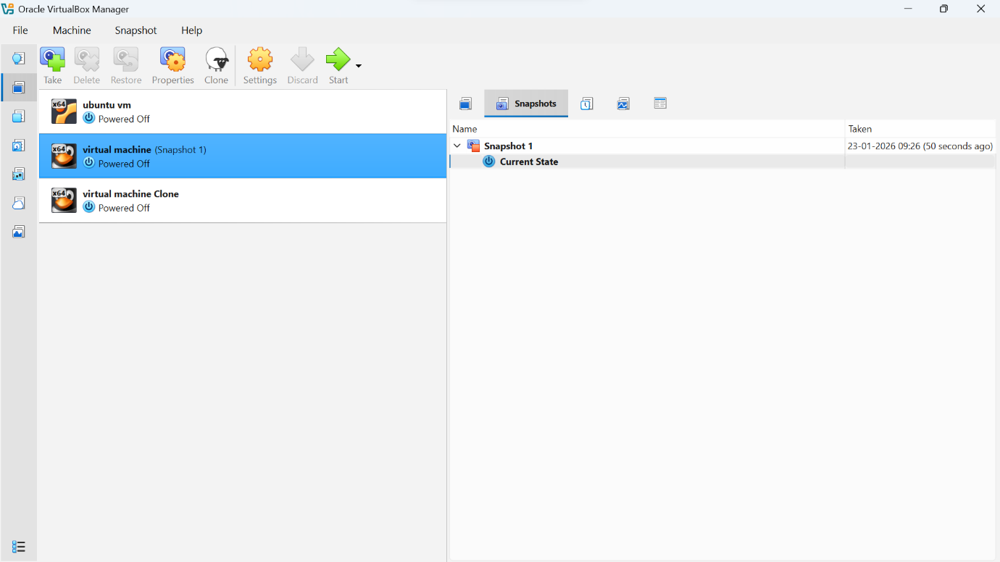 Oracle VirtualBox Manager
File Machine Snapshot Help
Take Delete Restore Properties Clone Settings Discard Start
x64 ubuntu vm
Powered Off
x64 virtual machine (Snapshot 1)
Powered Off
x64 virtual machine Clone
Powered Off
Snapshots
Name Taken
Snapshot 1 23-01-2026 09:26 (50 seconds ago)
Current State